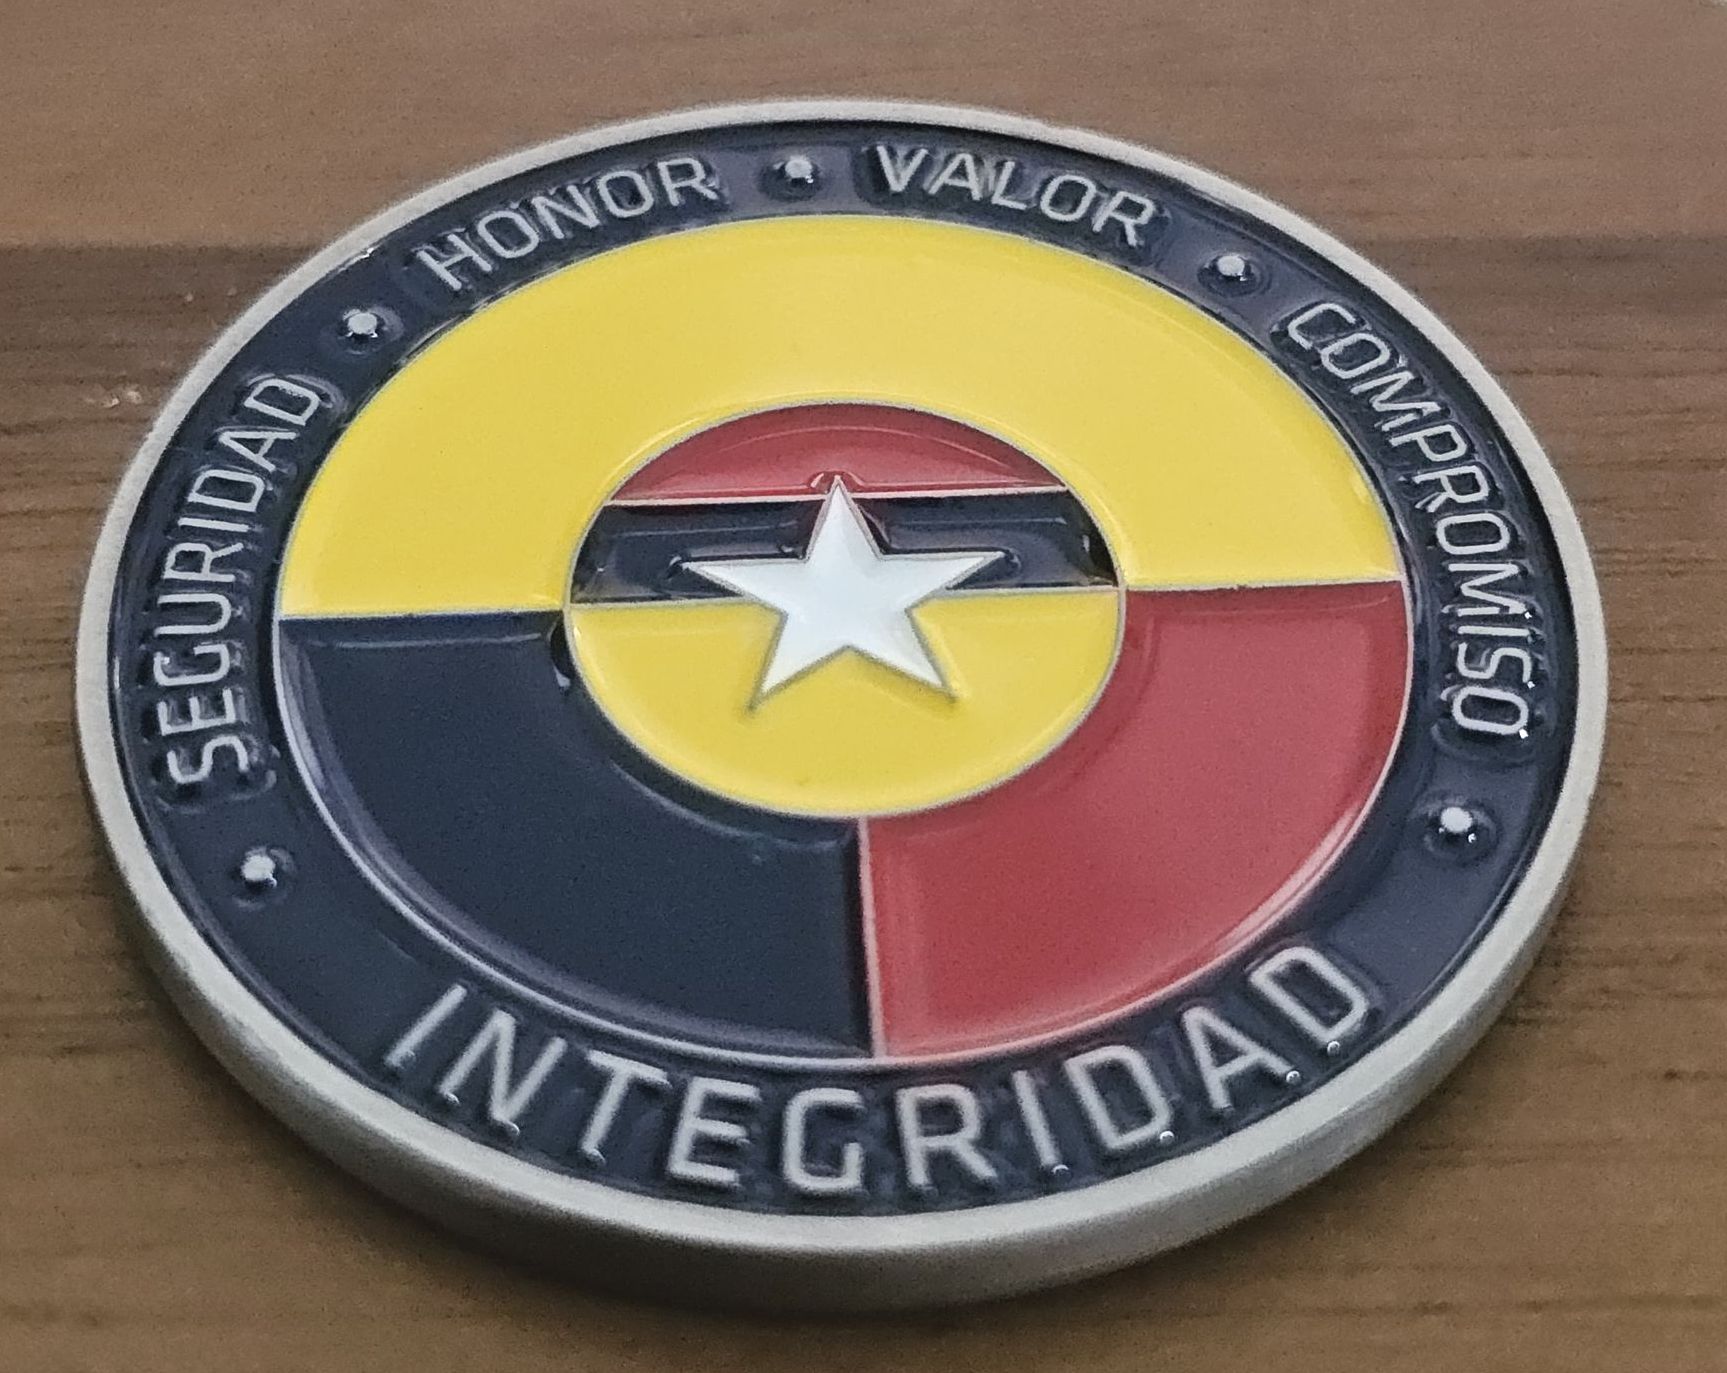 SEGURIDAD • HONOR • VALOR • COMPROMISO •
INTEGRIDAD •